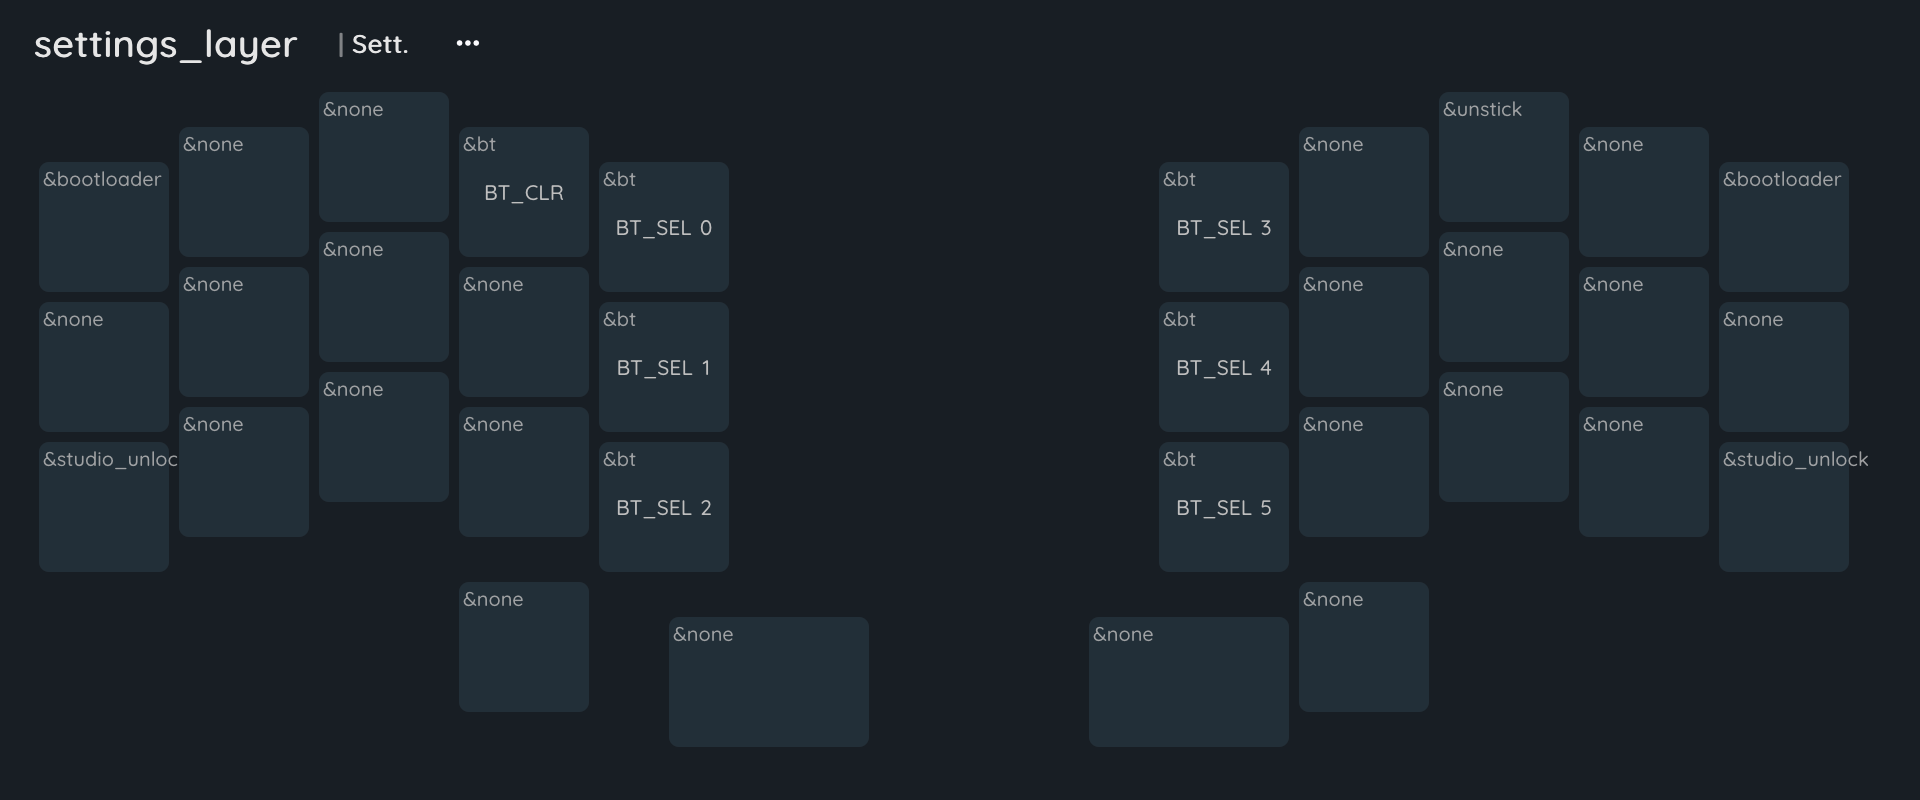 settings_layer | Sett. •••
&none &unstick
&none &bt &none &none
BT_CLR
&bootloader &bt &bt &bootloader
BT_SEL 0 BT_SEL 3
&none &none
&none &none &none &none
&none &bt &bt &none
BT_SEL 1 BT_SEL 4
&none &none
&none &none &none &none
&studio_unloc &bt &bt &studio_unlock
BT_SEL 2 BT_SEL 5
&none &none
&none &none